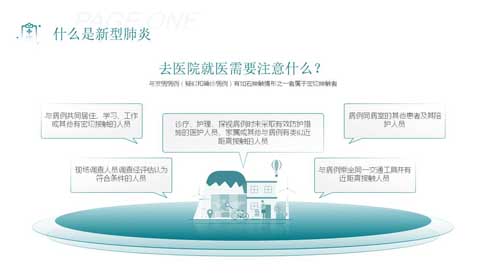 PAGE ONE
什么是新型肺炎
去医院就医需要注意什么？
与发病病例（疑似和确诊病例）有如下接触情形之一者属于密切接触者
与病例共同居住、学习、工作
或其他有密切接触的人员
诊疗、护理、探视病例时未采取有效防护措
施的医护人员、家属或其他与病例有类似近
距离接触的人员
病例同病室的其他患者及其陪
护人员
现场调查人员调查经评估认为
符合条件的人员
与病例乘坐同一交通工具并有
近距离接触人员